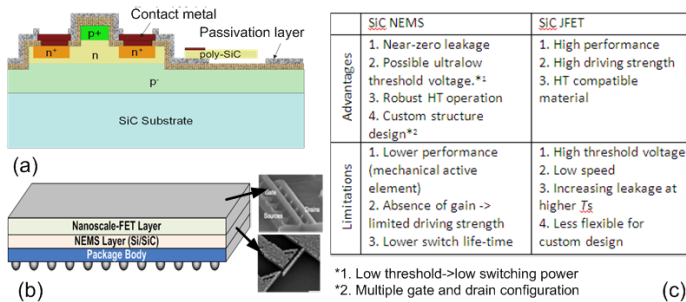 Contact metal
Passivation layer
p+
n+
n
n+
poly-SiC
p-
SiC Substrate
(a)
Nanoscale-FET Layer
NEMS Layer (Si/SiC)
Package Body
(b)
Gate
Sources
Drains
SiC NEMS
SiC JFET
Advantages
1. Near-zero leakage
2. Possible ultralow
threshold voltage.*1
3. Robust HT operation
4. Custom structure
design*2
1. High performance
2. High driving strength
3. HT compatible
material
Limitations
1. Lower performance
(mechanical active
element)
2. Absence of gain ->
limited driving strength
3. Lower switch life-time
1. High threshold voltage
2. Low speed
3. Increasing leakage at
higher Ts
4. Less flexible for
custom design
*1. Low threshold->low switching power
*2. Multiple gate and drain configuration
(c)